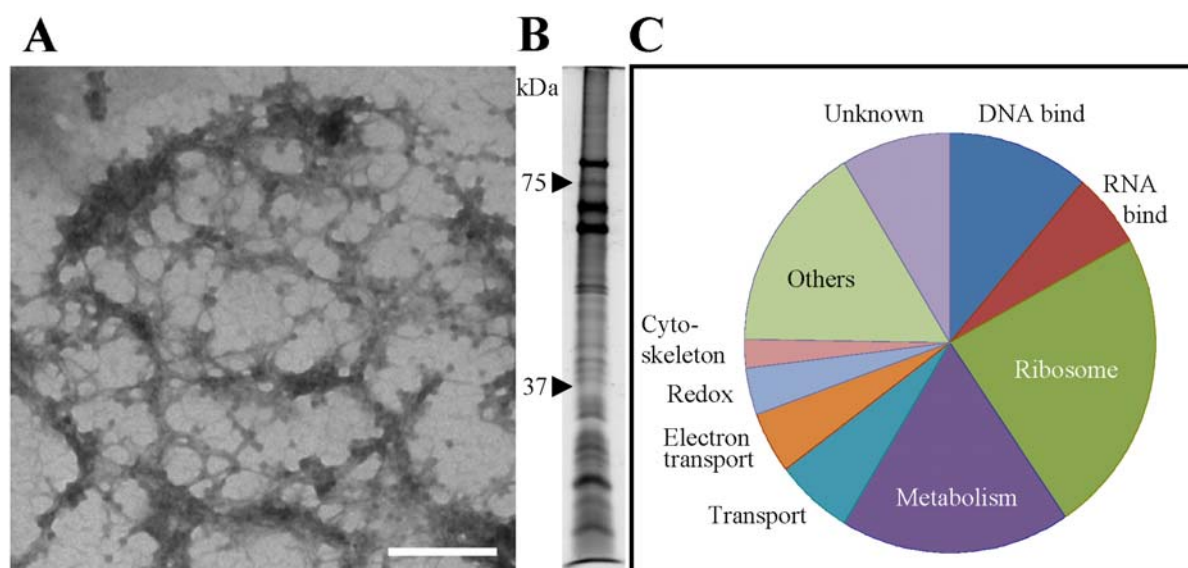 A
B
C
kDa
75
37
Unknown
DNA bind
RNA
bind
Others
Ribosome
Cyto-
skeleton
Redox
Electron
transport
Transport
Metabolism